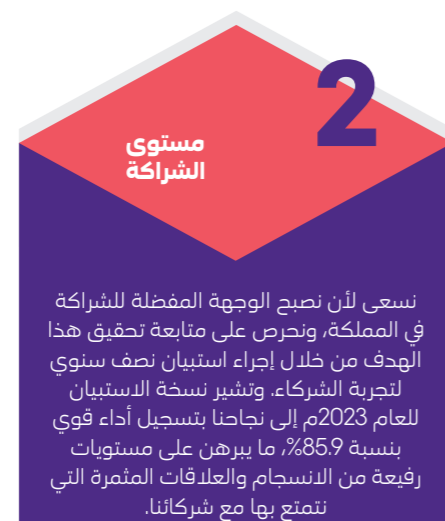 2
مستوى
الشراكة
نسعى لأن نصبح الوجهة المفضلة للشراكة
في المملكة، ونحرص على متابعة تحقيق هذا
الهدف من خلال إجراء استبيان نصف سنوي
لتجربة الشركاء. وتشير نسخة الاستبيان
للعام 2023م إلى نجاحنا بتسجيل أداء قوي
بنسبة 85.9%، ما يبرهن على مستويات
رفيعة من الانسجام والعلاقات المثمرة التي
نتمتع بها مع شركائنا.